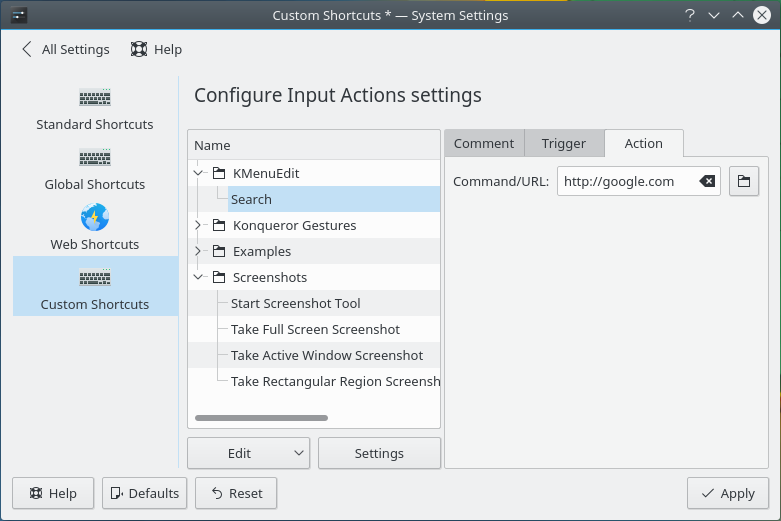 Custom Shortcuts * — System Settings
All Settings
Help
Standard Shortcuts
Global Shortcuts
Web Shortcuts
Custom Shortcuts
Configure Input Actions settings
Name
KMenuEdit
Search
Konqueror Gestures
Examples
Screenshots
Start Screenshot Tool
Take Full Screen Screenshot
Take Active Window Screenshot
Take Rectangular Region Screensh
Edit
Settings
Comment
Trigger
Action
Command/URL:
http://google.com
Help
Defaults
Reset
Apply